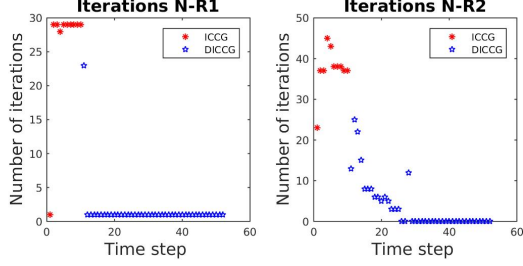 Iterations N-R1
Number of iterations
30
25
20
15
10
5
0
0
20
40
60
Time step
ICCG
DICCG
Iterations N-R2
Number of iterations
50
40
30
20
10
0
0
20
40
60
Time step
ICCG
DICCG